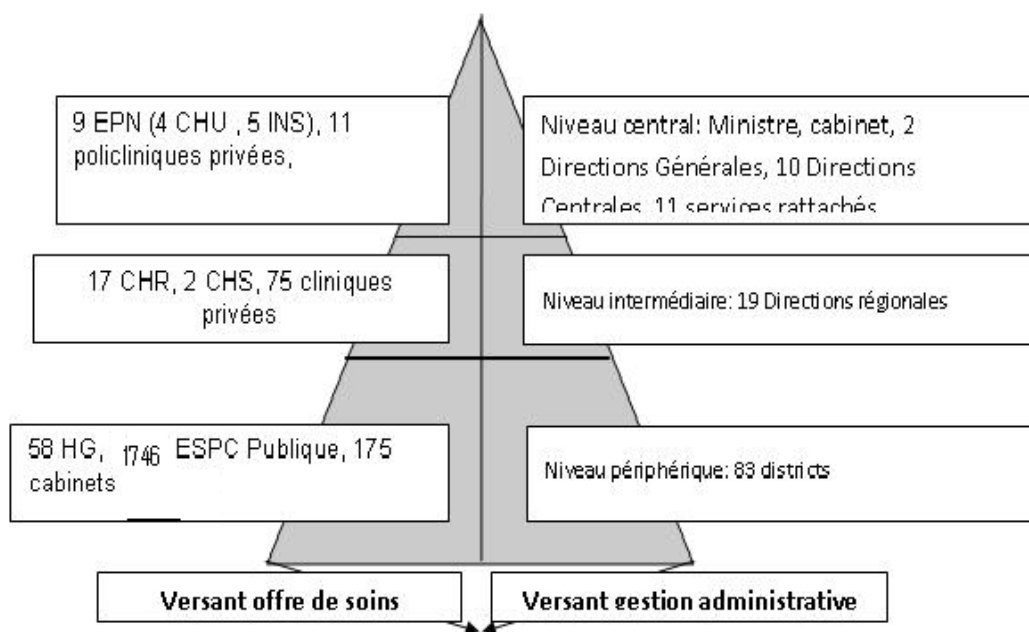 9 EPN (4 CHU , 5 INS), 11
policliniques privées,
Niveau central: Ministre, cabinet, 2
Directions Générales, 10 Directions
Centrales, 11 services rattachés
17 CHR, 2 CHS, 75 cliniques
privées
Niveau intermédiaire: 19 Directions régionales
58 HG, 1746 ESPC Publique, 175
cabinets
Niveau périphérique: 83 districts
Versant offre de soins
Versant gestion administrative